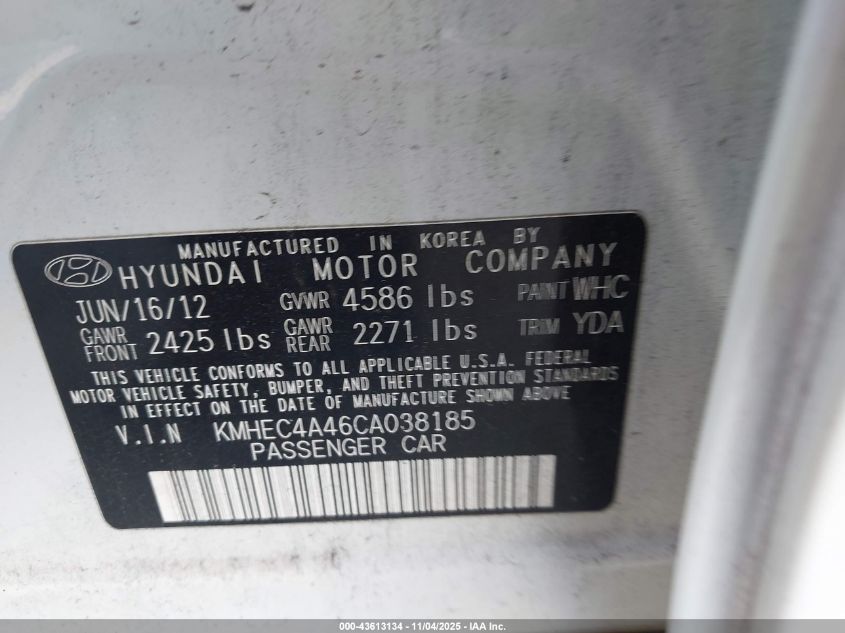 MANUFACTURED IN KOREA BY
HYUNDAI MOTOR COMPANY
JUN/16/12 GVWR 4586 lbs PAINT WHC
GAWR FRONT 2425 lbs GAWR REAR 2271 lbs TRIM YDA
THIS VEHICLE CONFORMS TO ALL APPLICABLE U.S.A. FEDERAL
MOTOR VEHICLE SAFETY, BUMPER, AND THEFT PREVENTION STANDARDS
IN EFFECT ON THE DATE OF MANUFACTURE SHOWN ABOVE
V.I.N KMHEC4A46CA038185
PASSENGER CAR
000-43613134 - 11/04/2025 - IAA Inc.